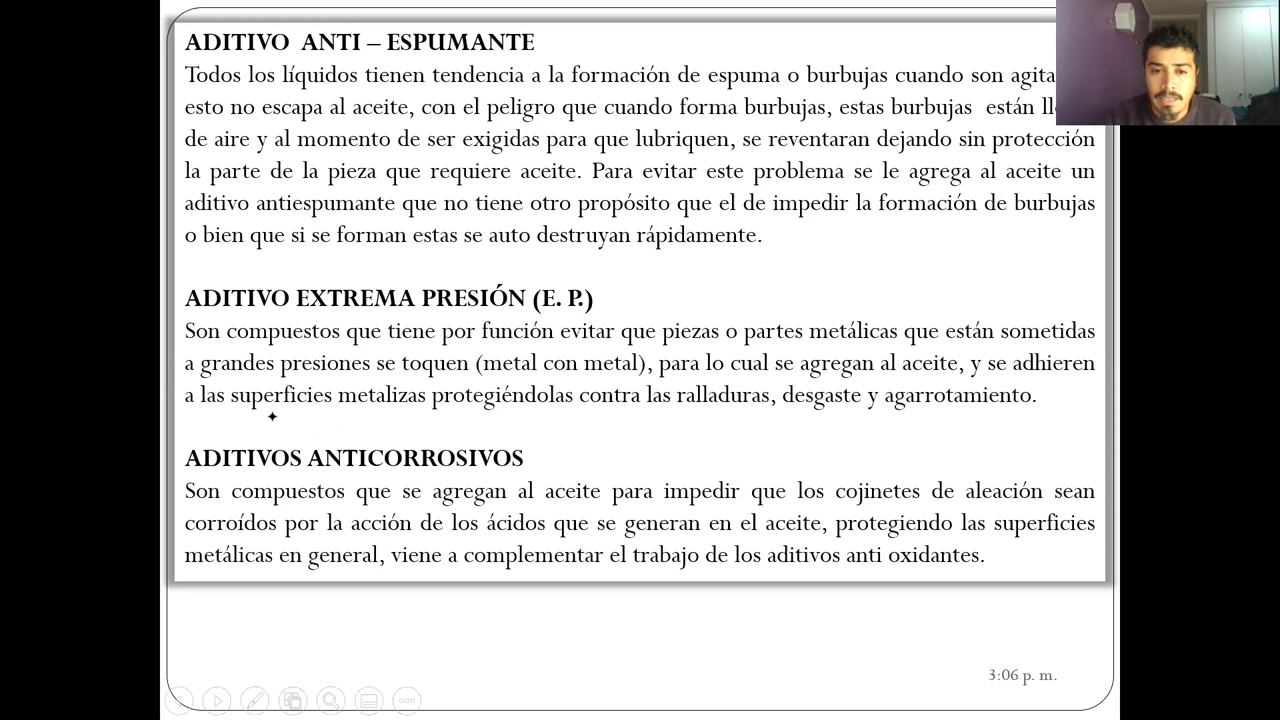 ADITIVO ANTI – ESPUMANTE
Todos los líquidos tienen tendencia a la formación de espuma o burbujas cuando son
esto no escapa al aceite, con el peligro que cuando forma burbujas, estas burbujas están
de aire y al momento de ser exigidas para que lubriquen, se reventaran dejando sin protección
la parte de la pieza que requiere aceite. Para evitar este problema se le agrega al aceite un
aditivo antiespumante que no tiene otro propósito que el de impedir la formación de burbujas
o bien que si se forman estas se auto destruyan rápidamente.
ADITIVO EXTREMA PRESIÓN (E. P.)
Son compuestos que tiene por función evitar que piezas o partes metálicas que están sometidas
a grandes presiones se toquen (metal con metal), para lo cual se agregan al aceite, y se adhieren
a las superficies metalizas protegiéndolas contra las ralladuras, desgaste y agarrotamiento.
ADITIVOS ANTICORROSIVOS
Son compuestos que se agregan al aceite para impedir que los cojinetes de aleación sean
corroídos por la acción de los ácidos que se generan en el aceite, protegiendo las superficies
metálicas en general, viene a complementar el trabajo de los aditivos anti oxidantes.
3:06 p. m.